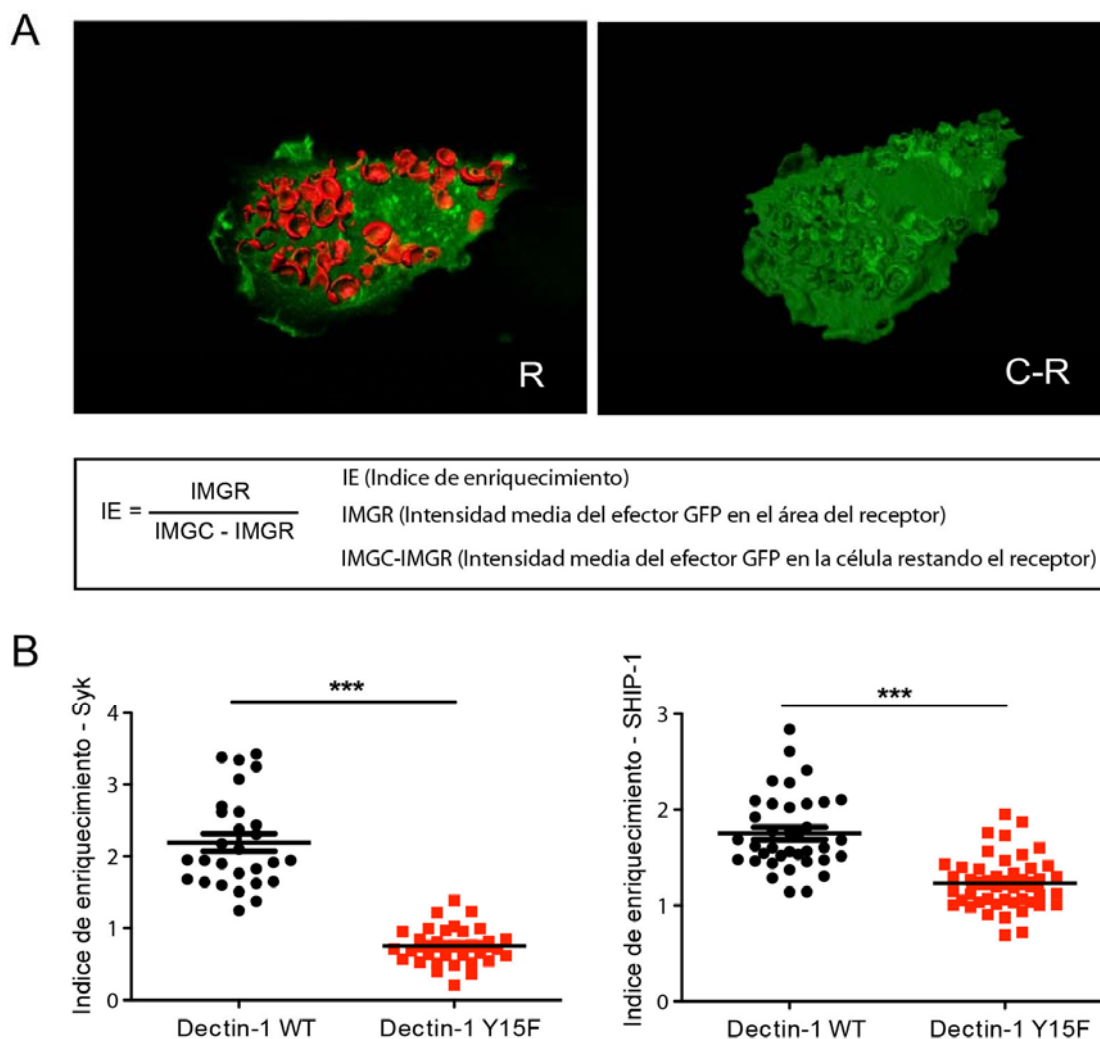 A
R
C-R
IE = IMGR
IMGC - IMGR
IE (Indice de enriquecimiento)
IMGR (Intensidad media del efector GFP en el área del receptor)
IMGC-IMGR (Intensidad media del efector GFP en la célula restando el receptor)
B
Indice de enriquecimiento - Syk
4
3
2
1
0
***
Dectin-1 WT
Dectin-1 Y15F
Indice de enriquecimiento - SHIP-1
3
2
1
0
***
Dectin-1 WT
Dectin-1 Y15F